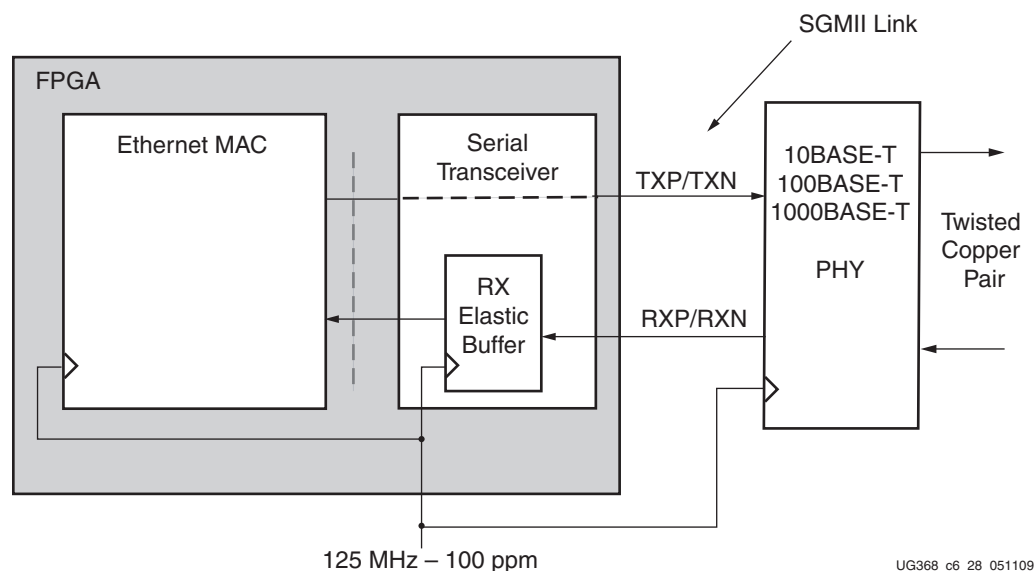 SGMII Link
FPGA
Ethernet MAC
Serial
Transceiver
TXP/TXN
10BASE-T
100BASE-T
1000BASE-T
PHY
Twisted
Copper
Pair
RX
Elastic
Buffer
RXP/RXN
125 MHz – 100 ppm
UG368_c6_28_051109